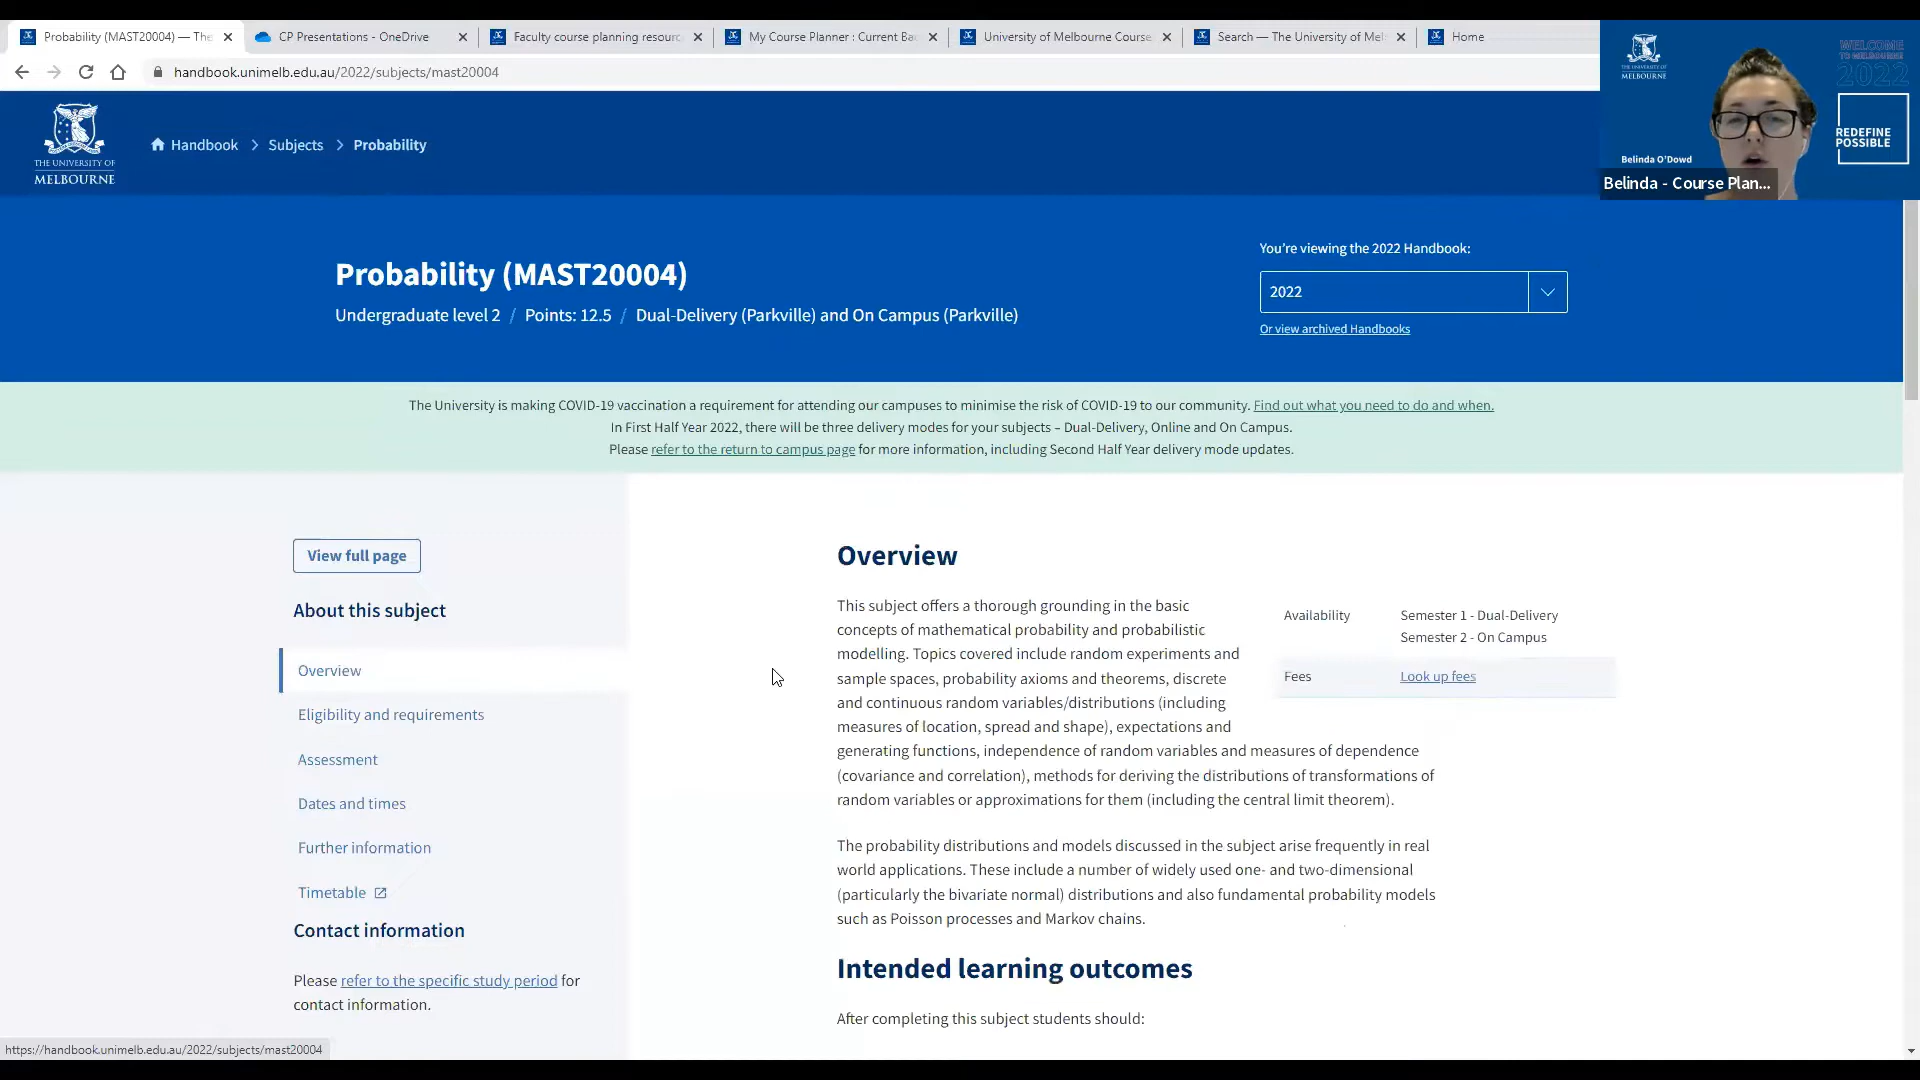 Probability (MAST20004) — The
CP Presentations - OneDrive
Faculty course planning resourc
My Course Planner : Current Ba
University of Melbourne Course
Search — The University of Mel
Home
handbook.unimelb.edu.au/2022/subjects/mast20004
THE UNIVERSITY OF
MELBOURNE
WELCOME
TO MELBOURNE
2022
REDEFINE
POSSIBLE
Belinda O'Dowd
Belinda - Course Plan...
THE UNIVERSITY OF
MELBOURNE
Handbook
Subjects
Probability
Probability (MAST20004)
Undergraduate level 2 / Points: 12.5 / Dual-Delivery (Parkville) and On Campus (Parkville)
You're viewing the 2022 Handbook:
2022
Or view archived Handbooks
The University is making COVID-19 vaccination a requirement for attending our campuses to minimise the risk of COVID-19 to our community. Find out what you need to do and when.
In First Half Year 2022, there will be three delivery modes for your subjects – Dual-Delivery, Online and On Campus.
Please refer to the return to campus page for more information, including Second Half Year delivery mode updates.
View full page
About this subject
Overview
Eligibility and requirements
Assessment
Dates and times
Further information
Timetable
Contact information
Please refer to the specific study period for
contact information.
Overview
This subject offers a thorough grounding in the basic
concepts of mathematical probability and probabilistic
modelling. Topics covered include random experiments and
sample spaces, probability axioms and theorems, discrete
and continuous random variables/distributions (including
measures of location, spread and shape), expectations and
generating functions, independence of random variables and measures of dependence
(covariance and correlation), methods for deriving the distributions of transformations of
random variables or approximations for them (including the central limit theorem).
Availability
Semester 1 - Dual-Delivery
Semester 2 - On Campus
Fees
Look up fees
The probability distributions and models discussed in the subject arise frequently in real
world applications. These include a number of widely used one- and two-dimensional
(particularly the bivariate normal) distributions and also fundamental probability models
such as Poisson processes and Markov chains.
Intended learning outcomes
After completing this subject students should:
https://handbook.unimelb.edu.au/2022/subjects/mast20004